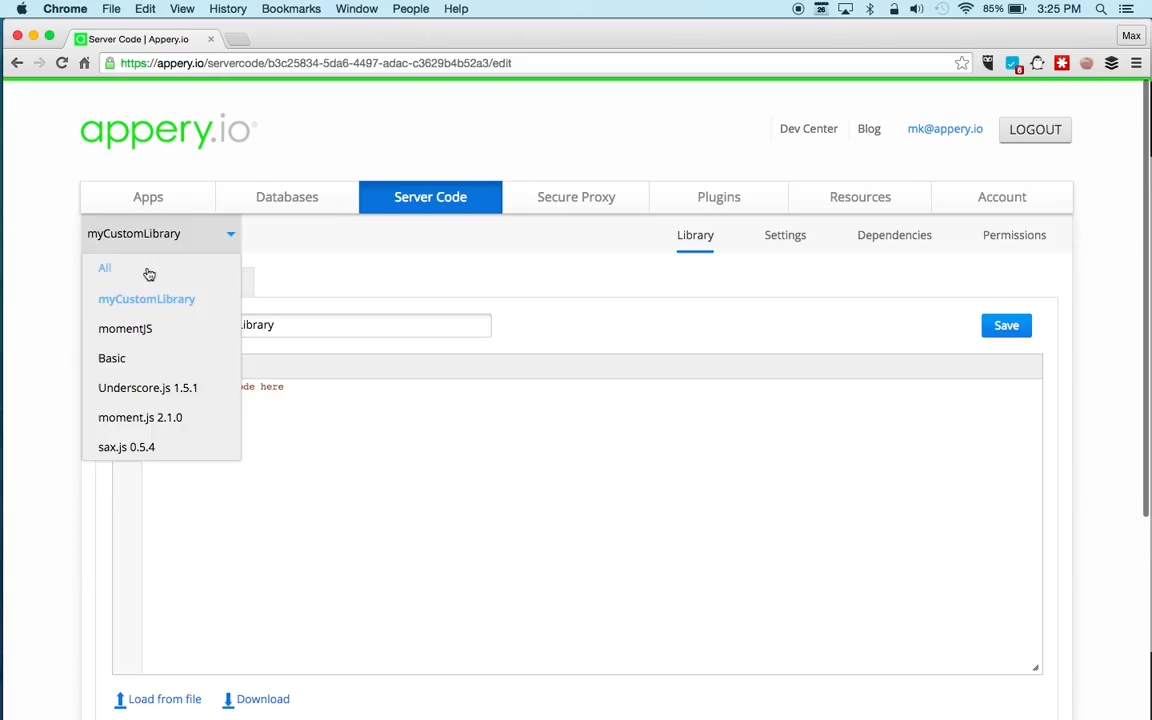 Chrome File Edit View History Bookmarks Window People Help 26 85% 3:25 PM
Server Code | Appery.io Max
https://appery.io/servercode/b3c25834-5da6-4497-adac-c3629b4b52a3/edit 8
appery.io Dev Center Blog mk@appery.io LOGOUT
Apps Databases Server Code Secure Proxy Plugins Resources Account
myCustomLibrary Library Settings Dependencies Permissions
All
myCustomLibrary
momentJS
Basic
Underscore.js 1.5.1
moment.js 2.1.0
sax.js 0.5.4
Library Save
ode here
Load from file Download